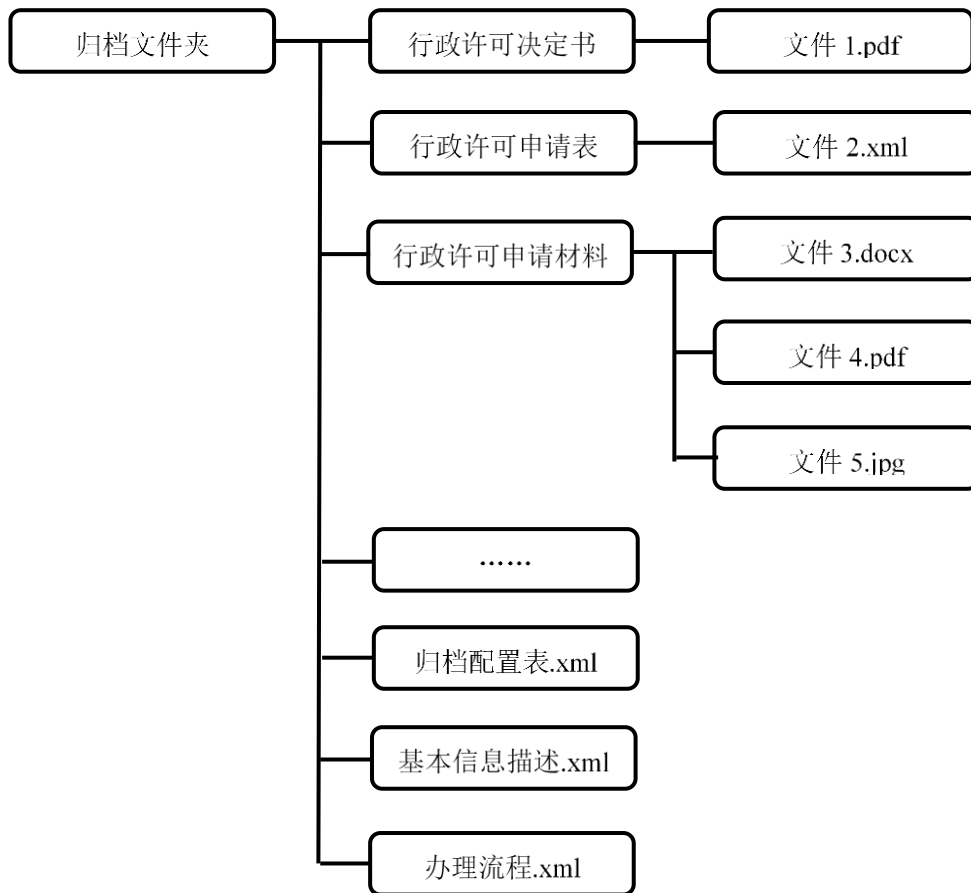 归档文件夹
行政许可决定书
文件 1.pdf
行政许可申请表
文件 2.xml
行政许可申请材料
文件 3.docx
文件 4.pdf
文件 5.jpg
……
归档配置表.xml
基本信息描述.xml
办理流程.xml